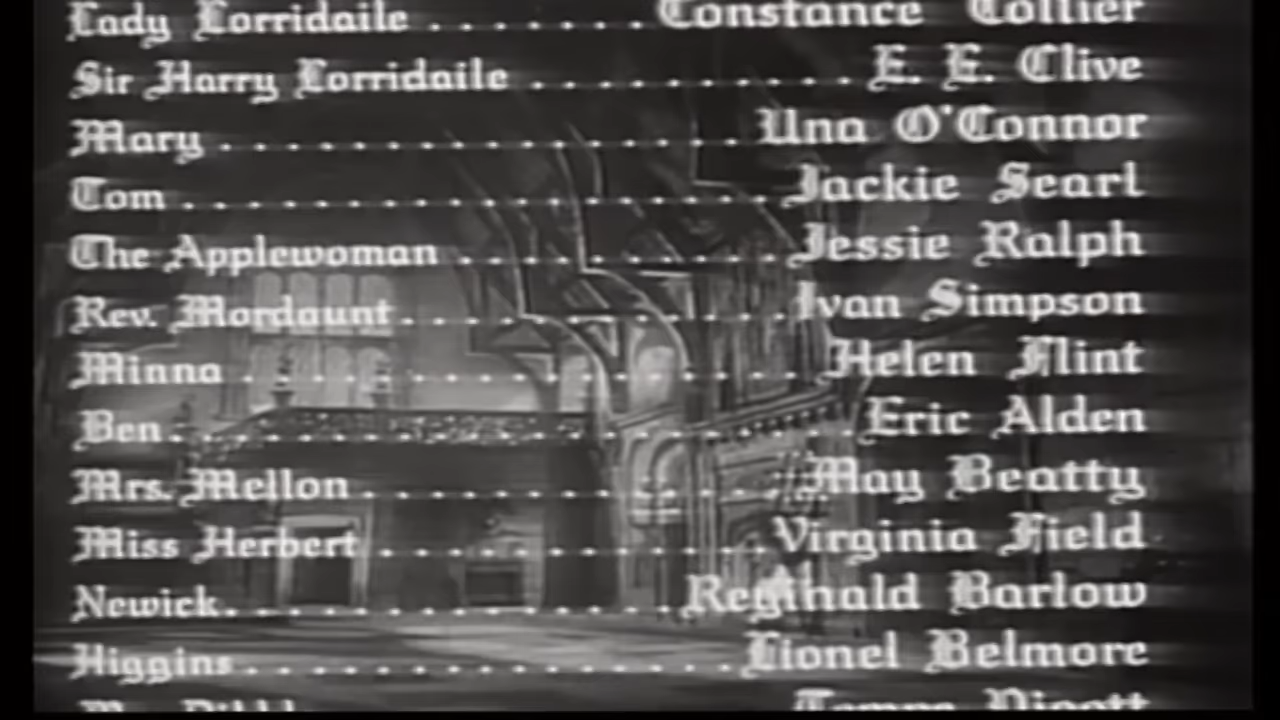 Lady Lorridaile . . . . . . . Constance Collier
Sir Harry Lorridaile . . . . . . . . . . E. E. Clive
Mary . . . . . . . . . . . . . . . . . . . . . . . . Una O'Connor
Tom . . . . . . . . . . . . . . . . . . . . . . . . . . . Jackie Searl
The Applewoman . . . . . . . . . . . . . . . Jessie Ralph
Rev. Mordaunt . . . . . . . . . . . . . . . . . . . Ivan Simpson
Minna . . . . . . . . . . . . . . . . . . . . . . . . . . Helen Flint
Ben . . . . . . . . . . . . . . . . . . . . . . . . . . . . . . . Eric Alden
Mrs. Mellon . . . . . . . . . . . . . . . . . . . May Beatty
Miss Herbert . . . . . . . . . . . . . . . . . . Virginia Field
Newick . . . . . . . . . . . . . . . . . . . . . Reginald Barlow
Higgins . . . . . . . . . . . . . . . . . . . . . . Lionel Belmore